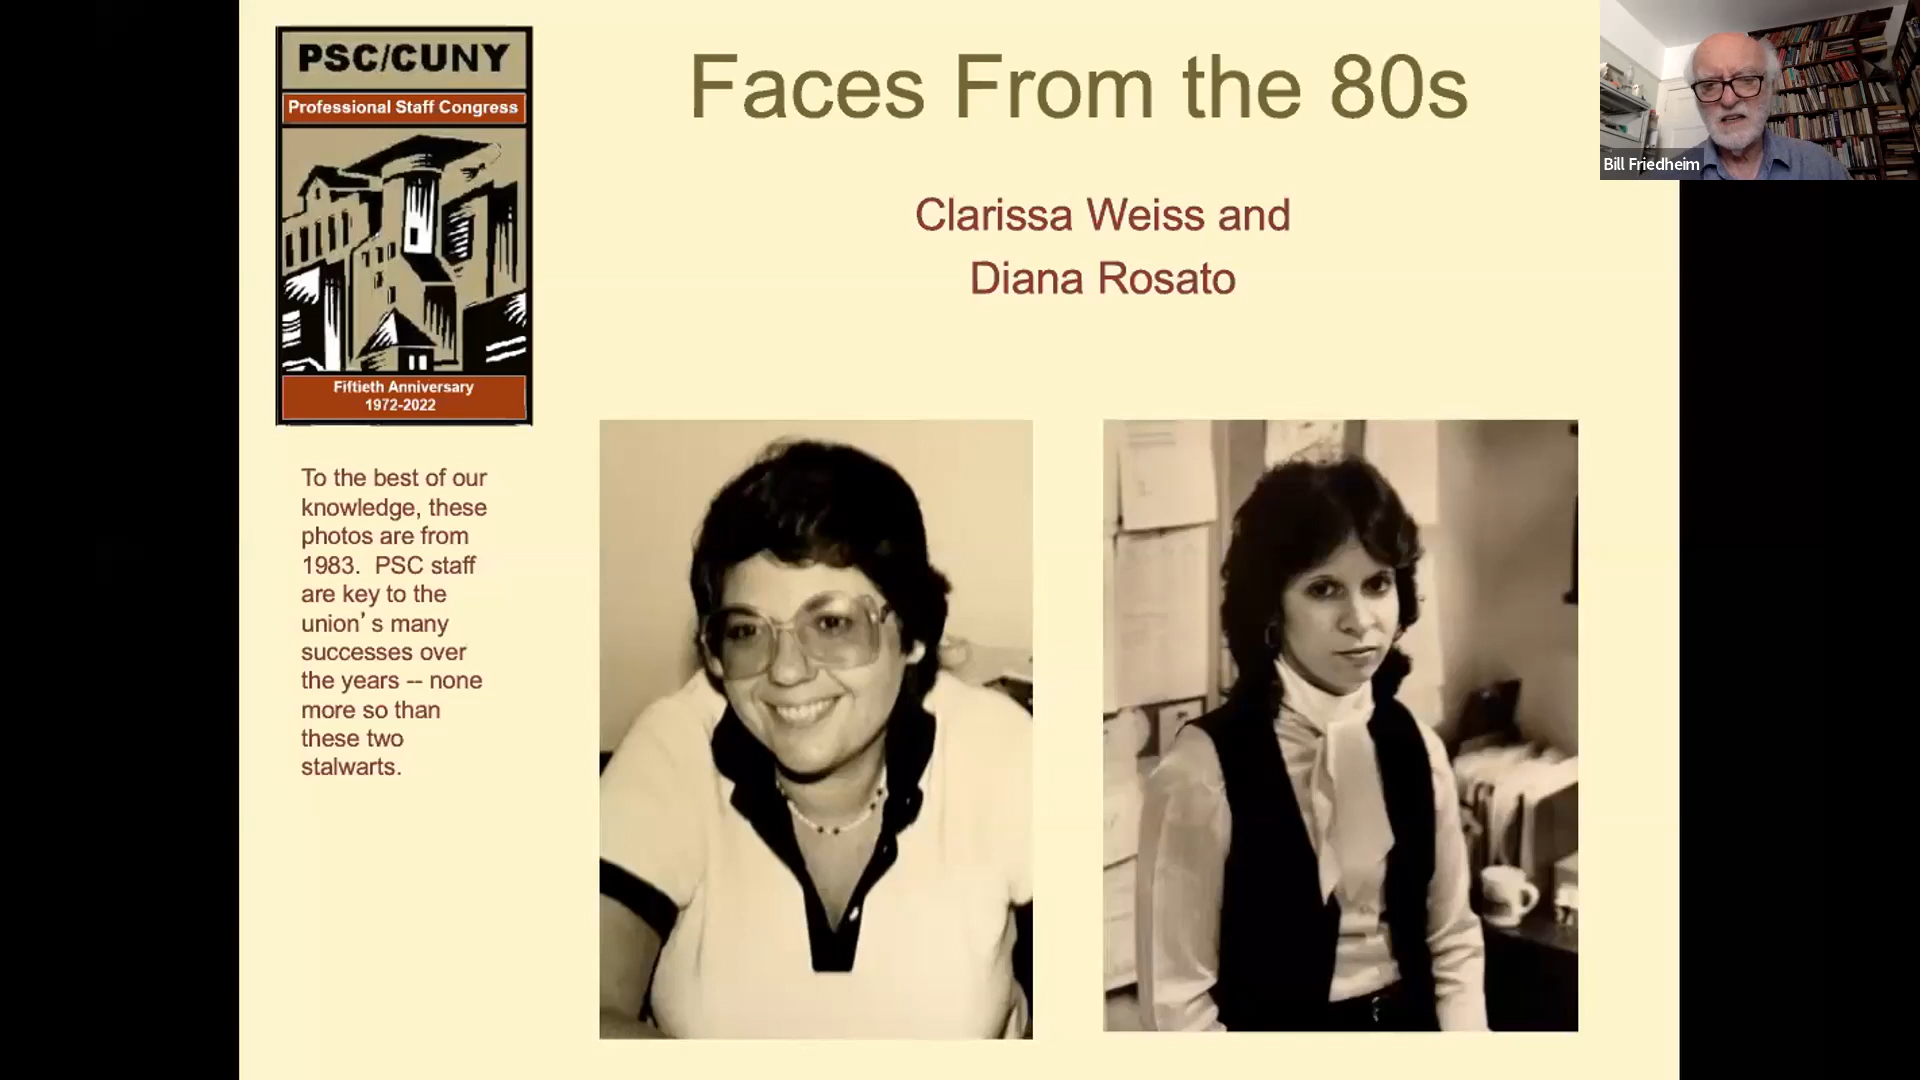 PSC/CUNY
Professional Staff Congress
Fiftieth Anniversary
1972-2022
Faces From the 80s
Clarissa Weiss and
Diana Rosato
To the best of our
knowledge, these
photos are from
1983.  PSC staff
are key to the
union’s many
successes over
the years -- none
more so than
these two
stalwarts.
Bill Friedheim